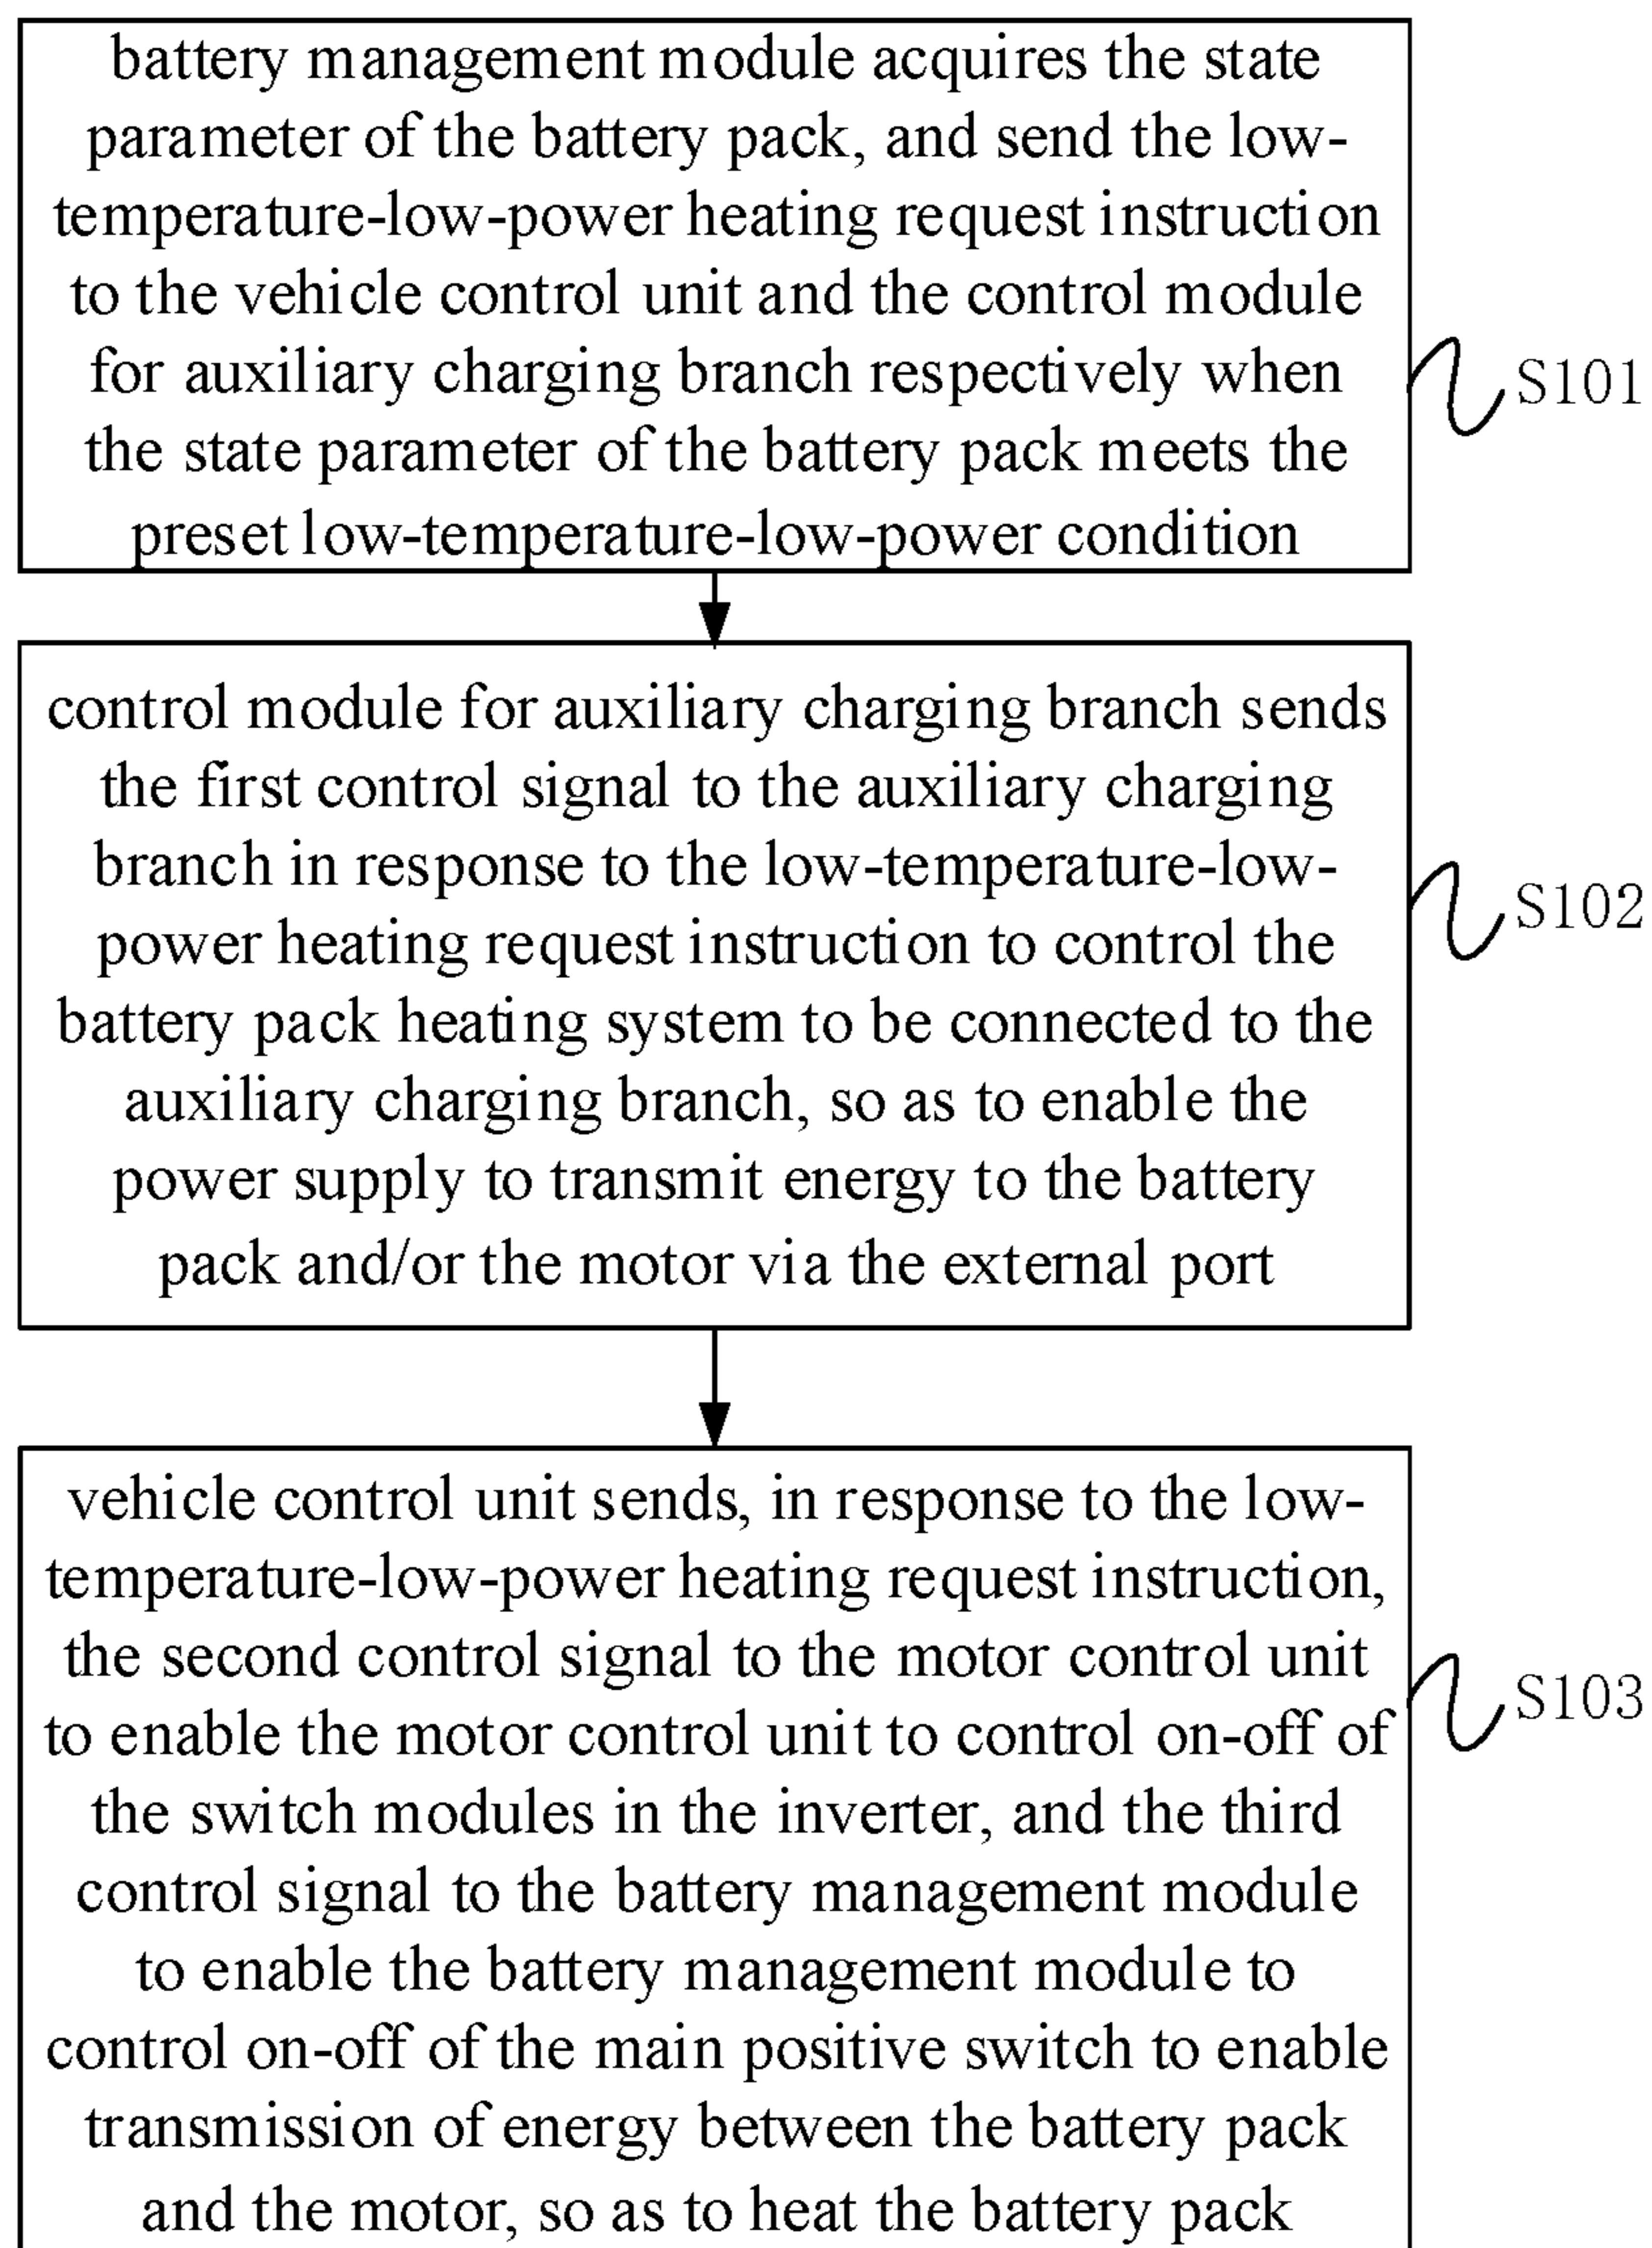 battery management module acquires the state
parameter of the battery pack, and send the low-
temperature-low-power heating request instruction
to the vehicle control unit and the control module
for auxiliary charging branch respectively when
the state parameter of the battery pack meets the
preset low-temperature-low-power condition
S101
control module for auxiliary charging branch sends
the first control signal to the auxiliary charging
branch in response to the low-temperature-low-
power heating request instruction to control the
battery pack heating system to be connected to the
auxiliary charging branch, so as to enable the
power supply to transmit energy to the battery
pack and/or the motor via the external port
S102
vehicle control unit sends, in response to the low-
temperature-low-power heating request instruction,
the second control signal to the motor control unit
to enable the motor control unit to control on-off of
the switch modules in the inverter, and the third
control signal to the battery management module
to enable the battery management module to
control on-off of the main positive switch to enable
transmission of energy between the battery pack
and the motor, so as to heat the battery pack
S103